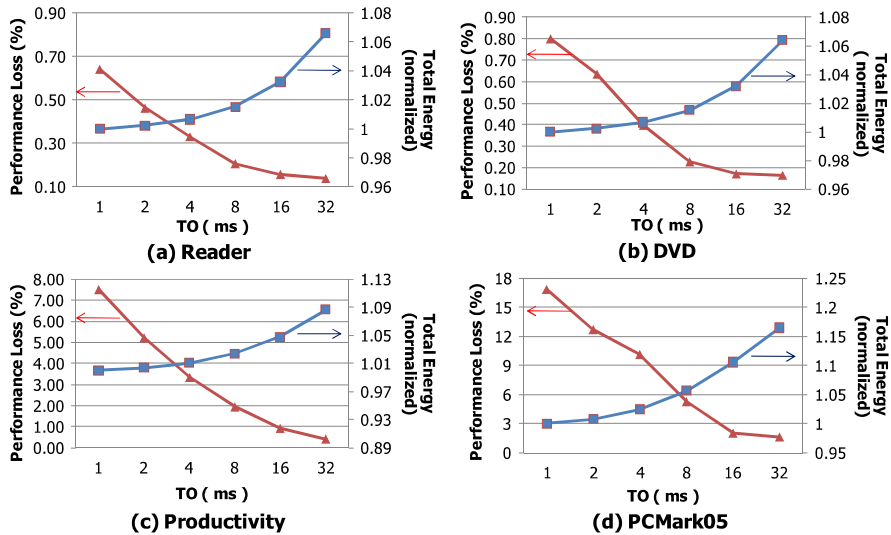 0.90
0.70
0.50
0.30
0.10
Performance Loss (%)
1.08
1.06
1.04
1.02
1
0.98
0.96
Total Energy
(normalized)
1 2 4 8 16 32
TO ( ms )
(a) Reader
0.90
0.80
0.70
0.60
0.50
0.40
0.30
0.20
0.10
Performance Loss (%)
1.08
1.06
1.04
1.02
1
0.98
0.96
Total Energy
(normalized)
1 2 4 8 16 32
TO ( ms )
(b) DVD
8.00
7.00
6.00
5.00
4.00
3.00
2.00
1.00
0.00
Performance Loss (%)
1.13
1.09
1.05
1.01
0.97
0.93
0.89
Total Energy
(normalized)
1 2 4 8 16 32
TO ( ms )
(c) Productivity
18
15
12
9
6
3
0
Performance Loss (%)
1.25
1.2
1.15
1.1
1.05
1
0.95
Total Energy
(normalized)
1 2 4 8 16 32
TO ( ms )
(d) PCMark05